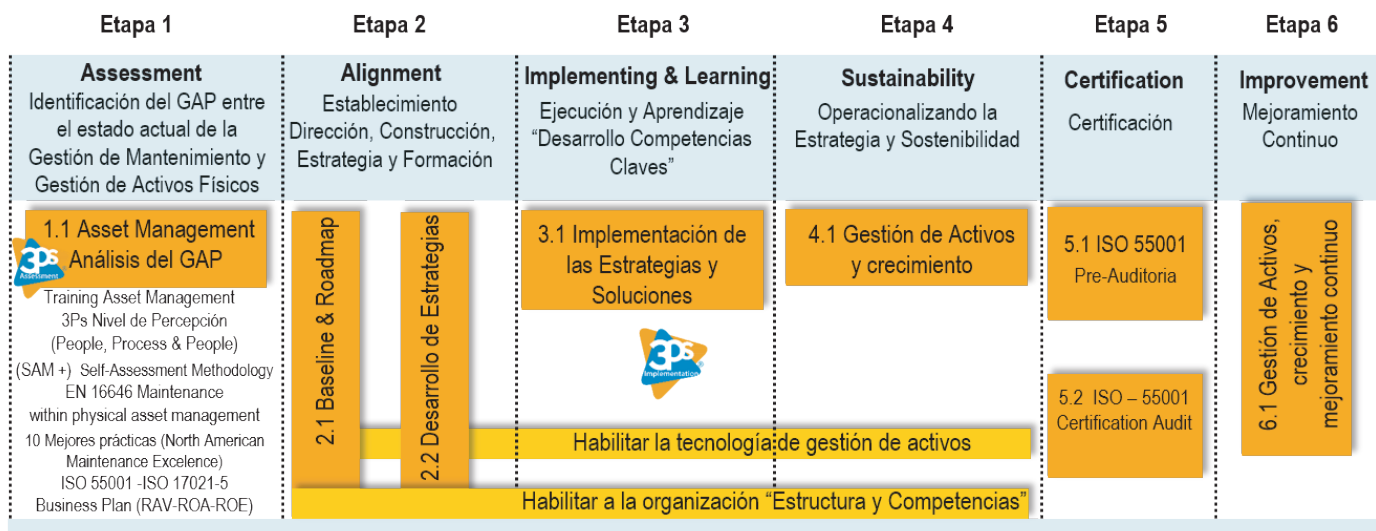 Etapa 1
Etapa 2
Etapa 3
Etapa 4
Etapa 5
Etapa 6
Assessment
Identificación del GAP entre
el estado actual de la
Gestión de Mantenimiento y
Gestión de Activos Físicos
Alignment
Establecimiento
Dirección, Construcción,
Estrategia y Formación
Implementing & Learning
Ejecución y Aprendizaje
“Desarrollo Competencias
Claves”
Sustainability
Operacionalizando la
Estrategia y Sostenibilidad
Certification
Certificación
Improvement
Mejoramiento
Continuo
1.1 Asset Management
Análisis del GAP
3Ps
Assessment
Training Asset Management
3Ps Nivel de Percepción
(People, Process & People)
(SAM +) Self-Assessment Methodology
EN 16646 Maintenance
within physical asset management
10 Mejores prácticas (North American
Maintenance Excelence)
ISO 55001 -ISO 17021-5
Business Plan (RAV-ROA-ROE)
2.1 Baseline & Roadmap
2.2 Desarrollo de Estrategias
3.1 Implementación de
las Estrategias y
Soluciones
3Ps
Implementation
®
4.1 Gestión de Activos
y crecimiento
5.1 ISO 55001
Pre-Auditoria
5.2 ISO – 55001
Certification Audit
6.1 Gestión de Activos,
crecimiento y
mejoramiento continuo
Habilitar la tecnología de gestión de activos
Habilitar a la organización “Estructura y Competencias”